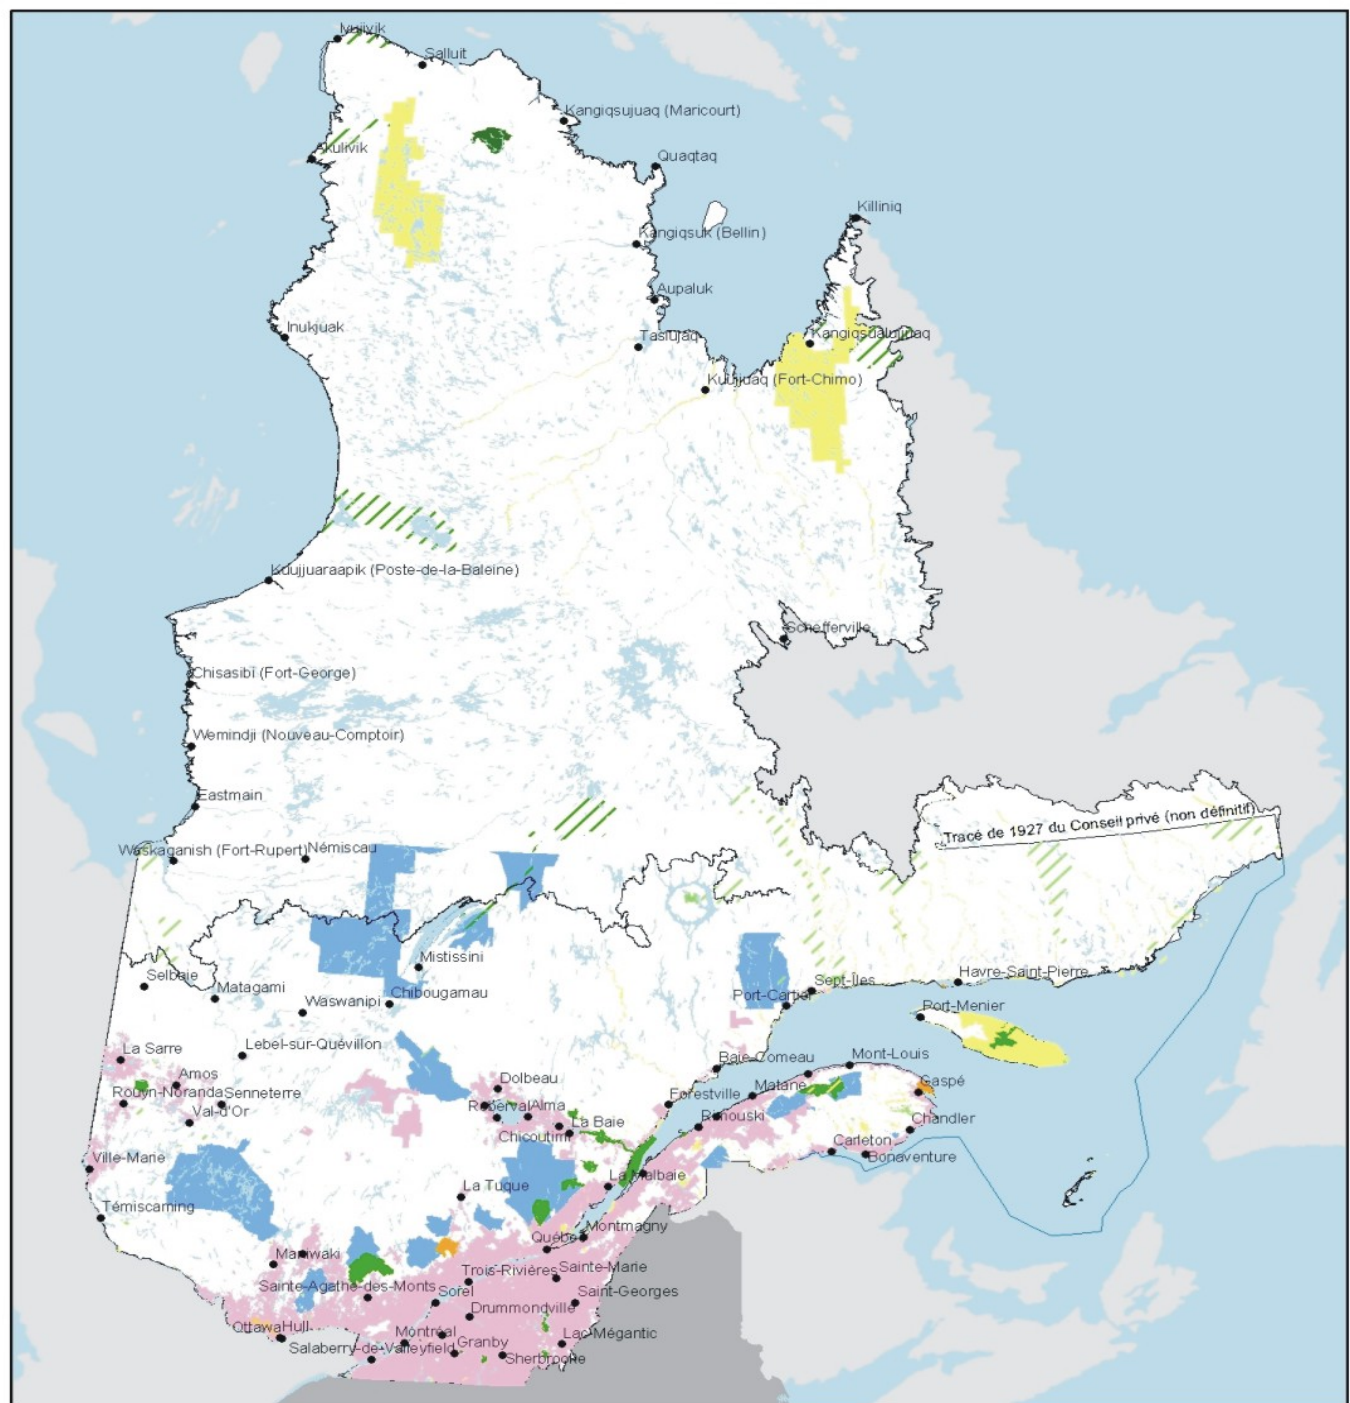 Ivujivik
Salluit
Kangiqsujuaq (Maricourt)
Akulivik
Quaqtaq
Killiniq
Kangiqsuk (Bellin)
Aupaluk
Inukjuak
Tasiujaq
Kangiqsualujjuaq
Kuujjuaq (Fort-Chimo)
Kuujjuaraapik (Poste-de-la-Baleine)
Schefferville
Chisasibi (Fort-George)
Wemindji (Nouveau-Comptoir)
Eastmain
Tracé de 1927 du Conseil privé (non définitif)
Waskaganish (Fort-Rupert)
Némiscau
Mistissini
Selbaie
Matagami
Waswanipi
Chibougamau
Sept-Îles
Havre-Saint-Pierre
Port-Cartier
Port-Menier
La Sarre
Lebel-sur-Quévillon
Baie-Comeau
Mont-Louis
Amos
Dolbeau
Rouyn-Noranda
Senneterre
Forestville
Matane
Gaspé
Val-d'Or
Roberval
Alma
La Baie
Rimouski
Chandler
Chicoutimi
Carleton
Bonaventure
Ville-Marie
La Tuque
La Malbaie
Témiscaming
Montmagny
Québec
Maniwaki
Trois-Rivières
Sainte-Marie
Sainte-Agathe-des-Monts
Sorel
Saint-Georges
Drummondville
Ottawa
Hull
Montréal
Lac-Mégantic
Salaberry-de-Valleyfield
Granby
Sherbrooke